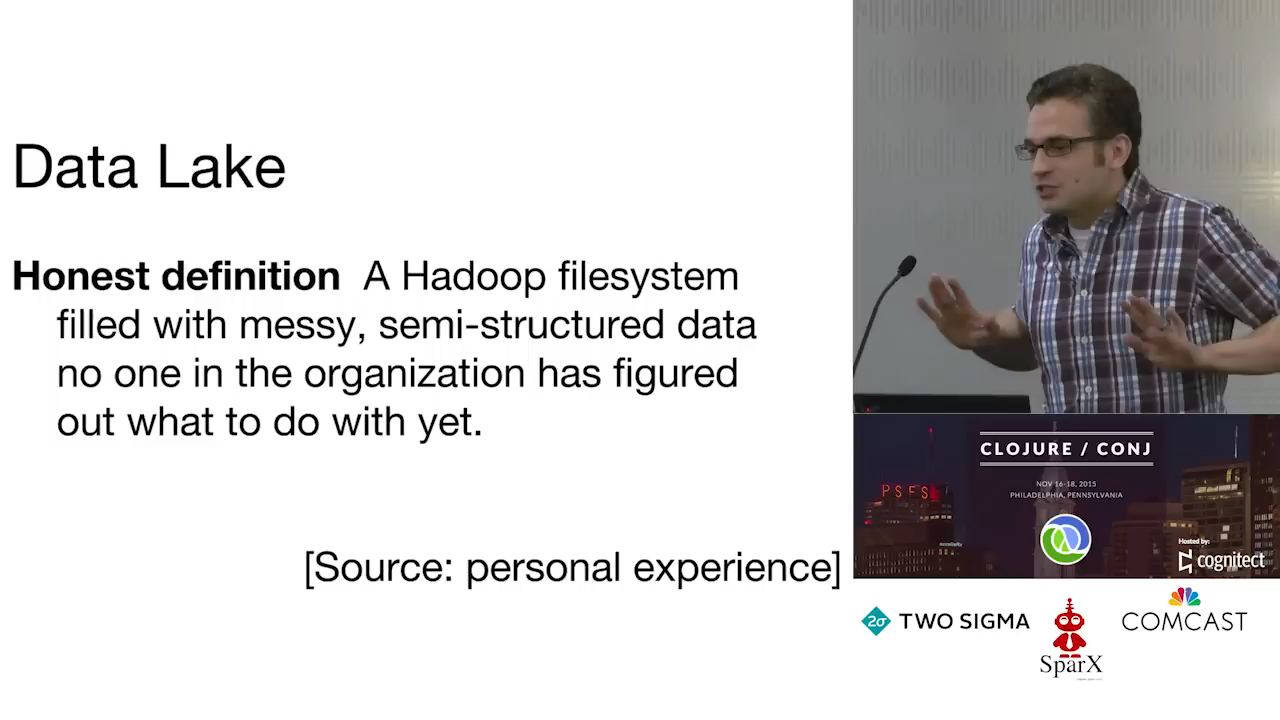 Data Lake
Honest definition A Hadoop filesystem
filled with messy, semi-structured data
no one in the organization has figured
out what to do with yet.
[Source: personal experience]
CLOJURE / CONJ
NOV 16-18, 2015
PHILADELPHIA, PENNSYLVANIA
PSFS
Hosted by:
cognitect
2σ TWO SIGMA
SparX
COMCAST